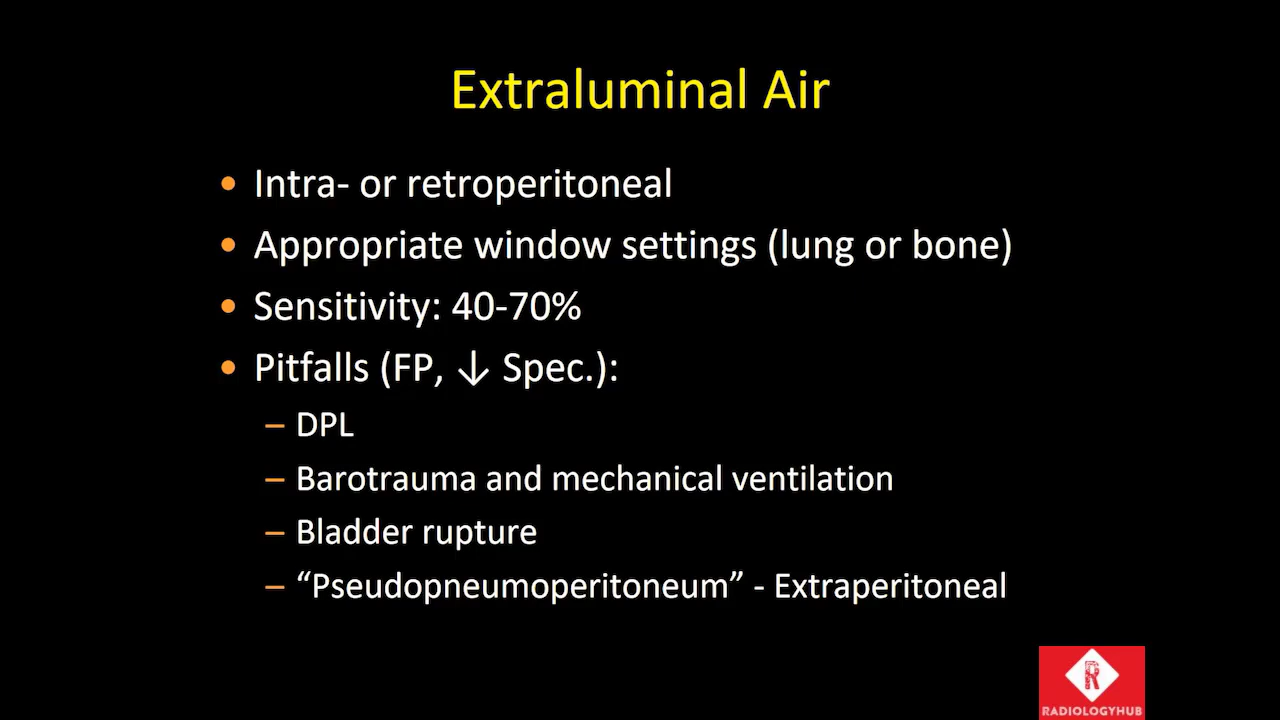 Extraluminal Air
• Intra- or retroperitoneal
• Appropriate window settings (lung or bone)
• Sensitivity: 40-70%
• Pitfalls (FP, ↓ Spec.):
– DPL
– Barotrauma and mechanical ventilation
– Bladder rupture
– “Pseudopneumoperitoneum” - Extraperitoneal
R
RADIOLOGYHUB